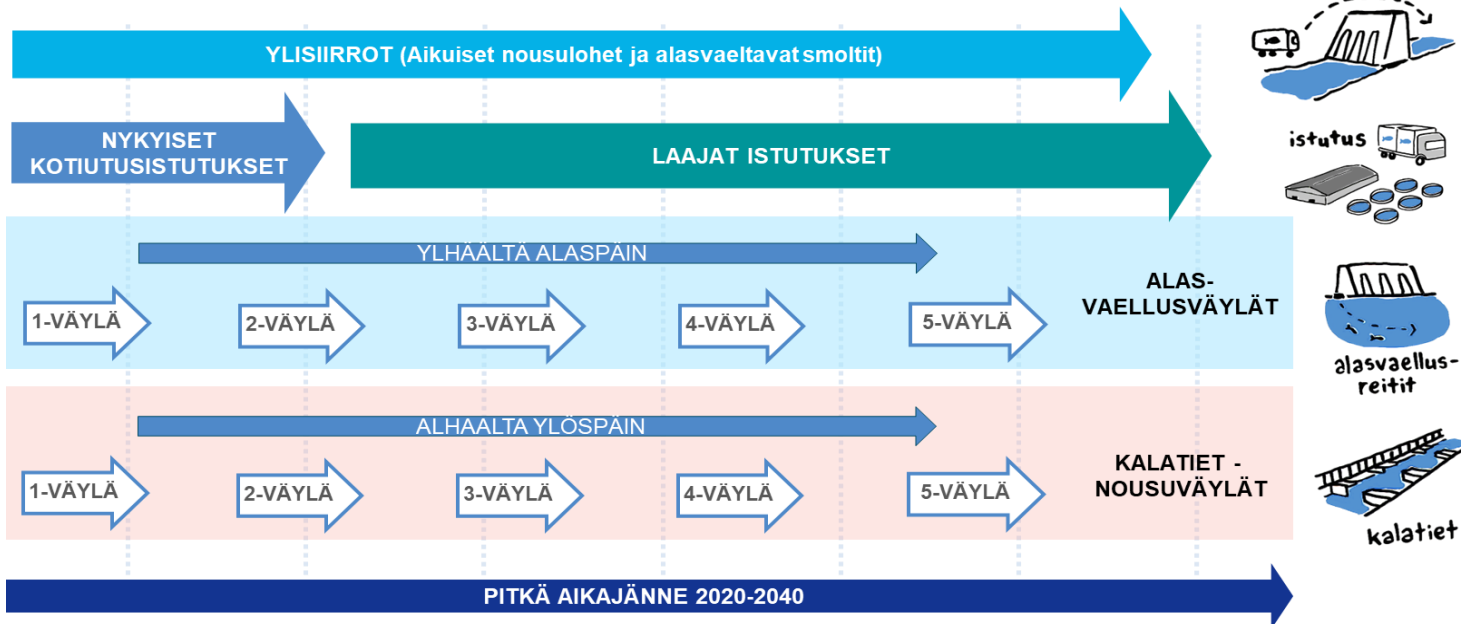 YLISIIRROT (Aikuiset nousulohet ja alasvaeltavat smoltit)
NYKYISET
KOTIUTUSISTUTUKSET
LAAJAT ISTUTUKSET
istutus
YLHÄÄLTÄ ALASPÄIN
1-VÄYLÄ
2-VÄYLÄ
3-VÄYLÄ
4-VÄYLÄ
5-VÄYLÄ
ALAS-
VAELLUSVÄYLÄT
alasvaellus-
reitit
ALHAALTA YLÖSPÄIN
1-VÄYLÄ
2-VÄYLÄ
3-VÄYLÄ
4-VÄYLÄ
5-VÄYLÄ
KALATIET -
NOUSUVÄYLÄT
kalatiet
PITKÄ AIKAJÄNNE 2020-2040